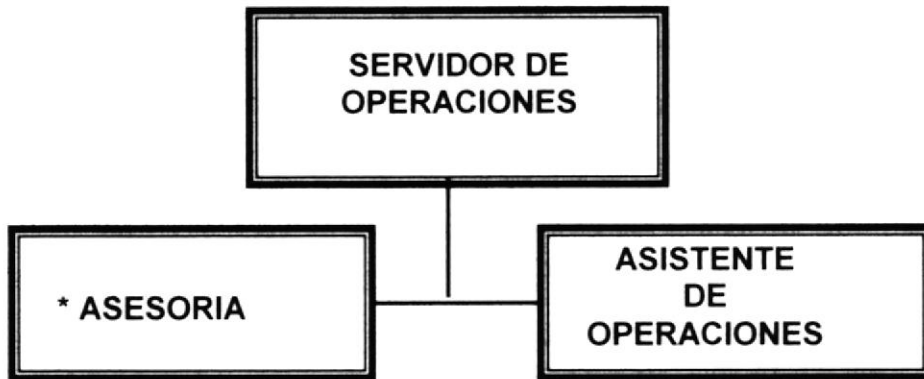 SERVIDOR DE
OPERACIONES
* ASESORIA
ASISTENTE
DE
OPERACIONES